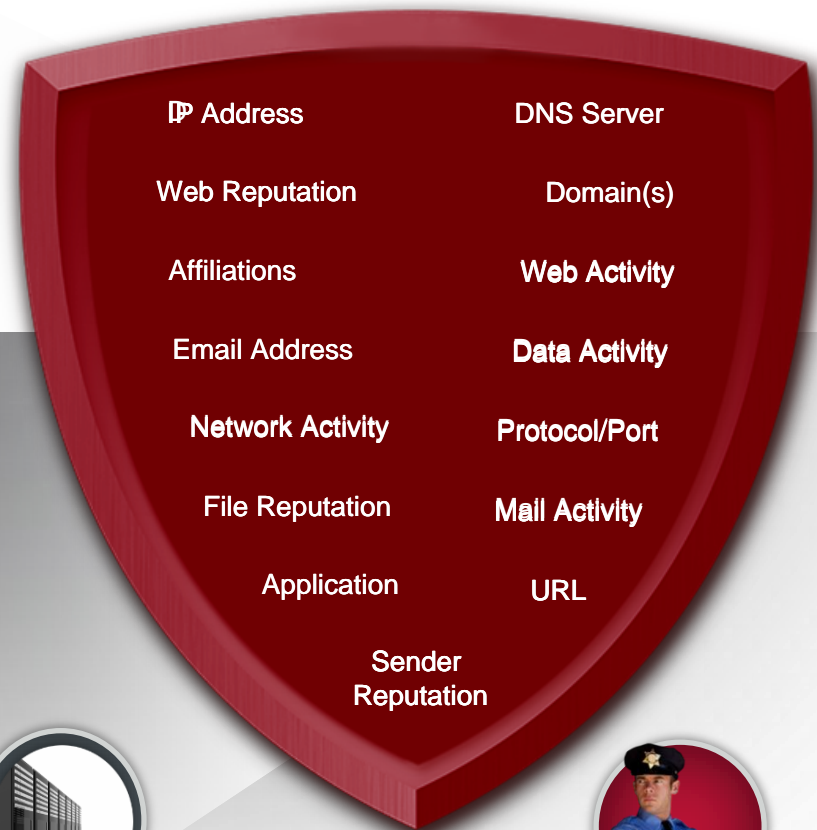 IP Address
DNS Server
Web Reputation
Domain(s)
Affiliations
Web Activity
Email Address
Data Activity
Network Activity
Protocol/Port
File Reputation
Mail Activity
Application
URL
Sender
Reputation